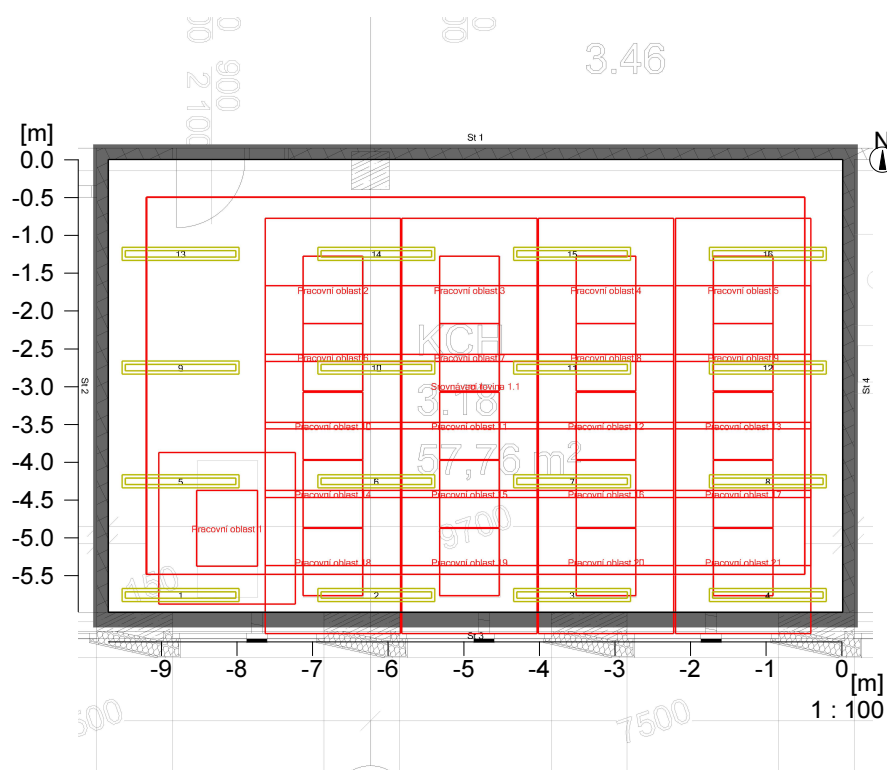 00
2 100
900
00
0
3.46
[m]
St 1
N
0.0
-0.5
-1.0
-1.5
-2.0
-2.5
-3.0
-3.5
-4.0
-4.5
-5.0
-5.5
13
14
15
16
Pracovní oblast 2
Pracovní oblast 3
Pracovní oblast 4
Pracovní oblast 5
KCH
Pracovní oblast 6
Pracovní oblast 7
Pracovní oblast 8
Pracovní oblast 9
9
10
11
12
St 2
Srovnávací rovina 1.1
St 4
3.18
Pracovní oblast 10
Pracovní oblast 11
Pracovní oblast 12
Pracovní oblast 13
57,76 m²
5
6
7
8
Pracovní oblast 14
Pracovní oblast 15
Pracovní oblast 16
Pracovní oblast 17
Pracovní oblast 1
9700
Pracovní oblast 18
Pracovní oblast 19
Pracovní oblast 20
Pracovní oblast 21
150
1
2
3
4
St 3
-9
-8
-7
-6
-5
-4
-3
-2
-1
0
[m]
1 : 100
500
7500